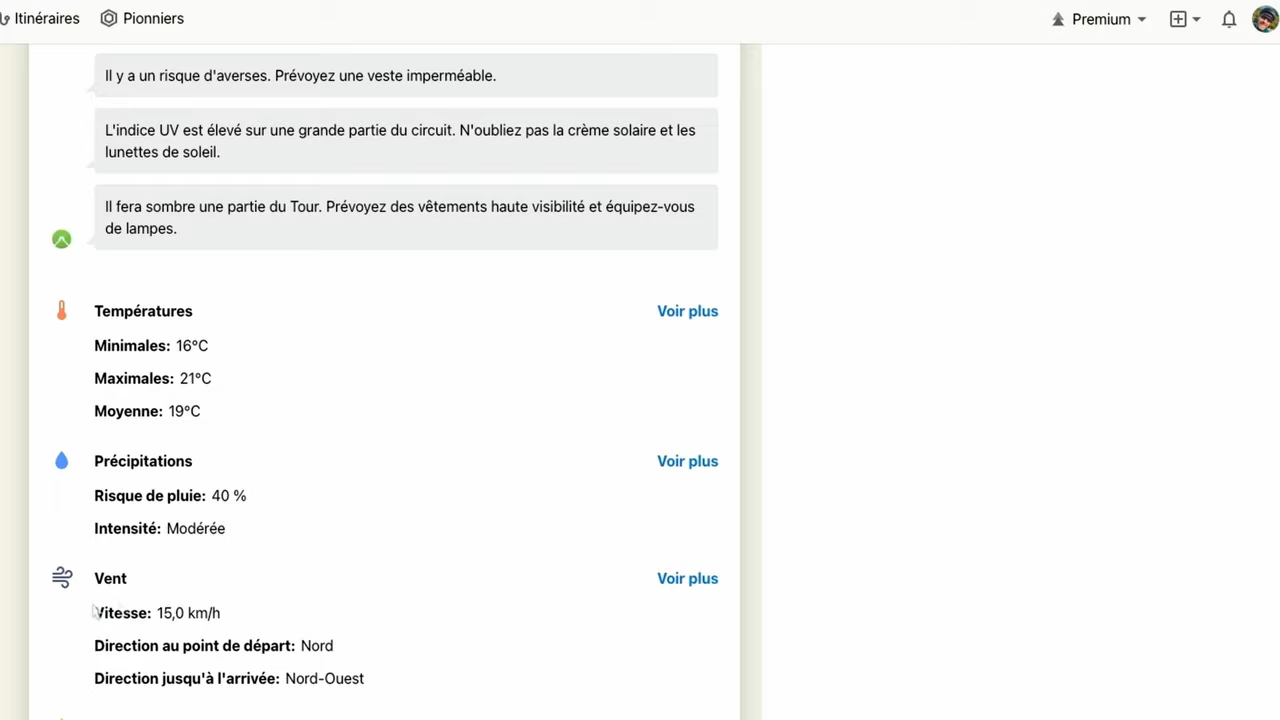 Itinéraires Pionniers Premium
Il y a un risque d'averses. Prévoyez une veste imperméable.
L'indice UV est élevé sur une grande partie du circuit. N'oubliez pas la crème solaire et les
lunettes de soleil.
Il fera sombre une partie du Tour. Prévoyez des vêtements haute visibilité et équipez-vous
de lampes.
Températures Voir plus
Minimales: 16°C
Maximales: 21°C
Moyenne: 19°C
Précipitations Voir plus
Risque de pluie: 40 %
Intensité: Modérée
Vent Voir plus
Vitesse: 15,0 km/h
Direction au point de départ: Nord
Direction jusqu'à l'arrivée: Nord-Ouest